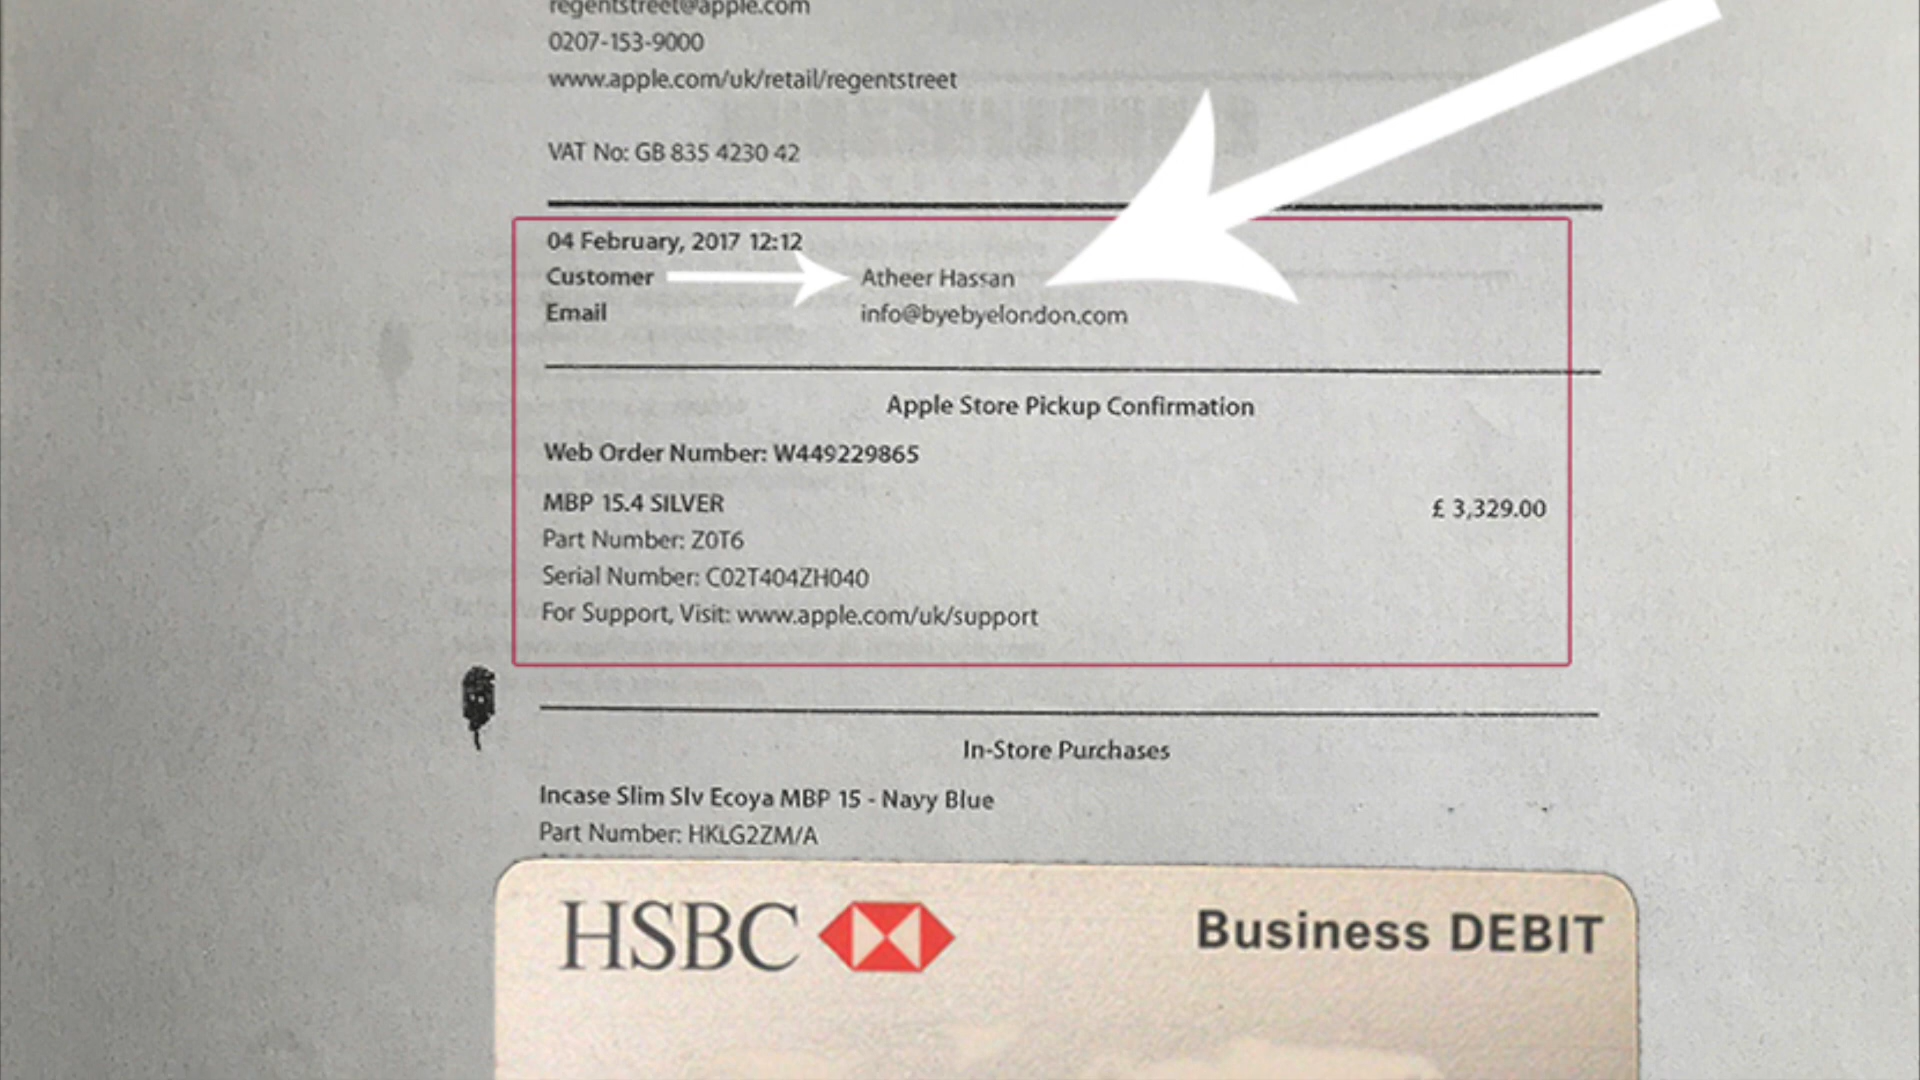 regentstreet@apple.com
0207-153-9000
www.apple.com/uk/retail/regentstreet
VAT No: GB 835 4230 42
04 February, 2017 12:12
Customer Atheer Hassan
Email info@byebyelondon.com
Apple Store Pickup Confirmation
Web Order Number: W449229865
MBP 15.4 SILVER £ 3,329.00
Part Number: Z0T6
Serial Number: C02T404ZH040
For Support, Visit: www.apple.com/uk/support
In-Store Purchases
Incase Slim Slv Ecoya MBP 15 - Navy Blue
Part Number: HKLG2ZM/A
HSBC Business DEBIT